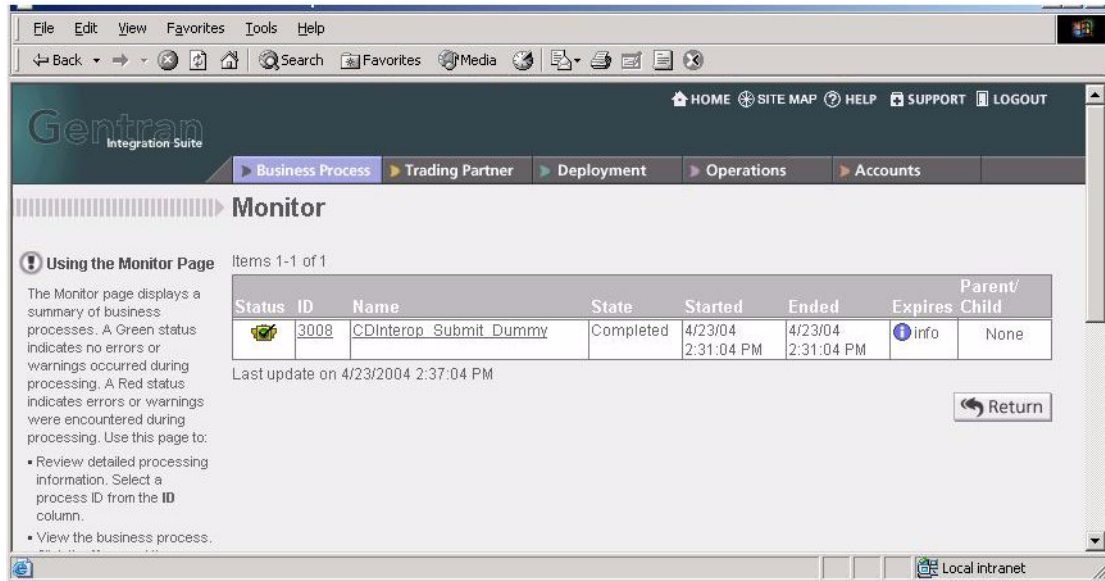 File Edit View Favorites Tools Help
Back Search Favorites Media
HOME SITE MAP HELP SUPPORT LOGOUT
Gentran
Integration Suite
Business Process Trading Partner Deployment Operations Accounts
Monitor
Using the Monitor Page
The Monitor page displays a
summary of business
processes. A Green status
indicates no errors or
warnings occurred during
processing. A Red status
indicates errors or warnings
were encountered during
processing. Use this page to:
Review detailed processing
information. Select a
process ID from the ID
column.
View the business process.
Items 1-1 of 1
Status ID Name State Started Ended Expires Parent/
Child
3008 CDInterop_Submit_Dummy Completed 4/23/04 4/23/04 info None
2:31:04 PM 2:31:04 PM
Last update on 4/23/2004 2:37:04 PM
Return
Local intranet